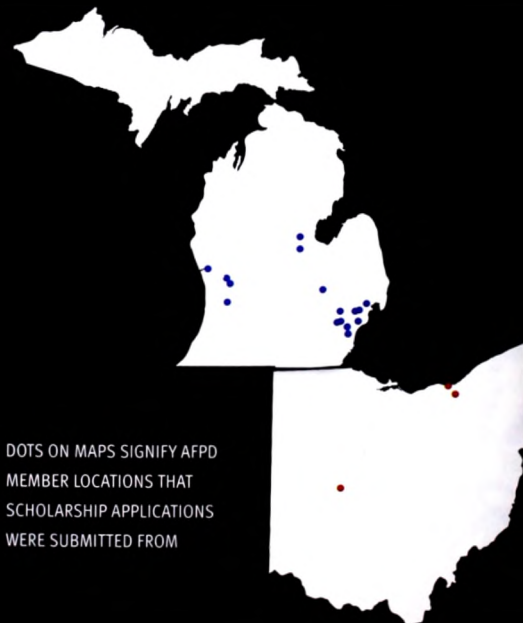 DOTS ON MAPS SIGNIFY AFPD
MEMBER LOCATIONS THAT
SCHOLARSHIP APPLICATIONS
WERE SUBMITTED FROM